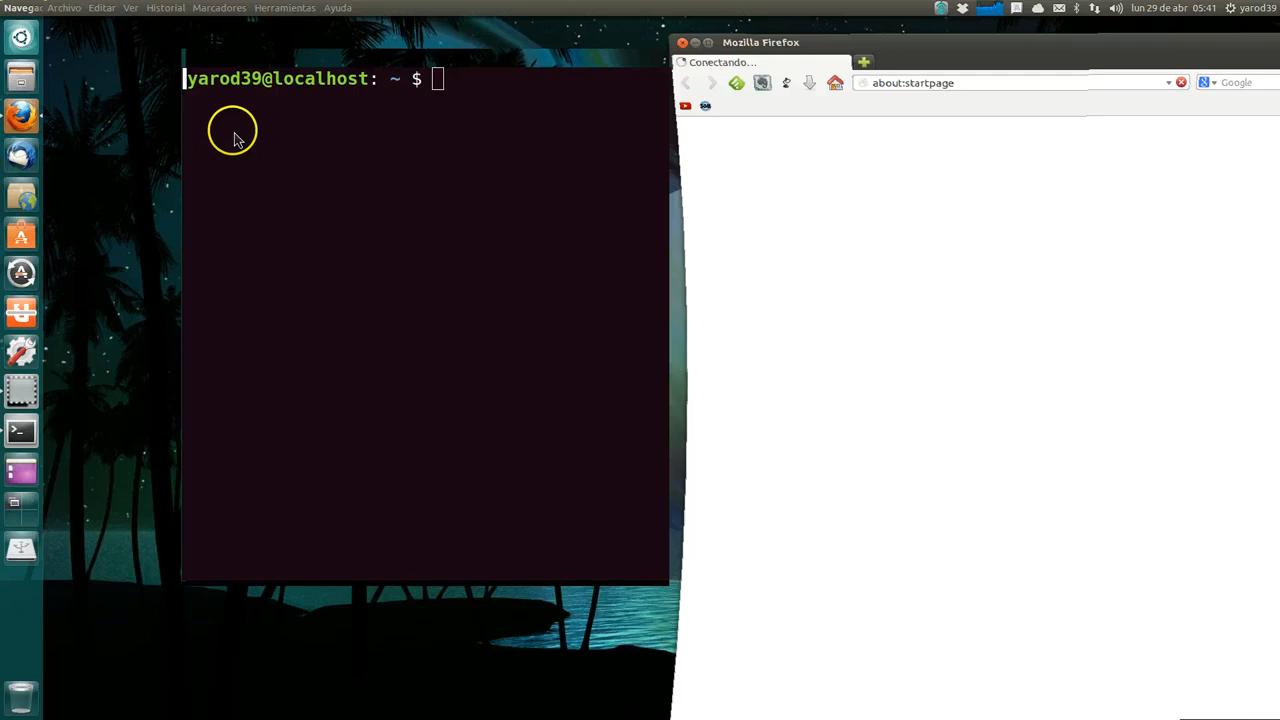 Navegac Archivo Editar Ver Historial Marcadores Herramientas Ayuda
lun 29 de abr 05:41 yarod39
Mozilla Firefox
yarod39@localhost: ~ $
Conectando...
about:startpage
Google